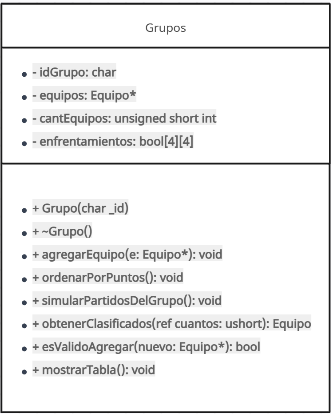 Grupos
- idGrupo: char
- equipos: Equipo*
- cantEquipos: unsigned short int
- enfrentamientos: bool[4][4]
+ Grupo(char _id)
+ ~Grupo()
+ agregarEquipo(e: Equipo*): void
+ ordenarPorPuntos(): void
+ simularPartidosDelGrupo(): void
+ obtenerClasificados(ref cuantos: ushort): Equipo
+ esValidoAgregar(nuevo: Equipo*): bool
+ mostrarTabla(): void